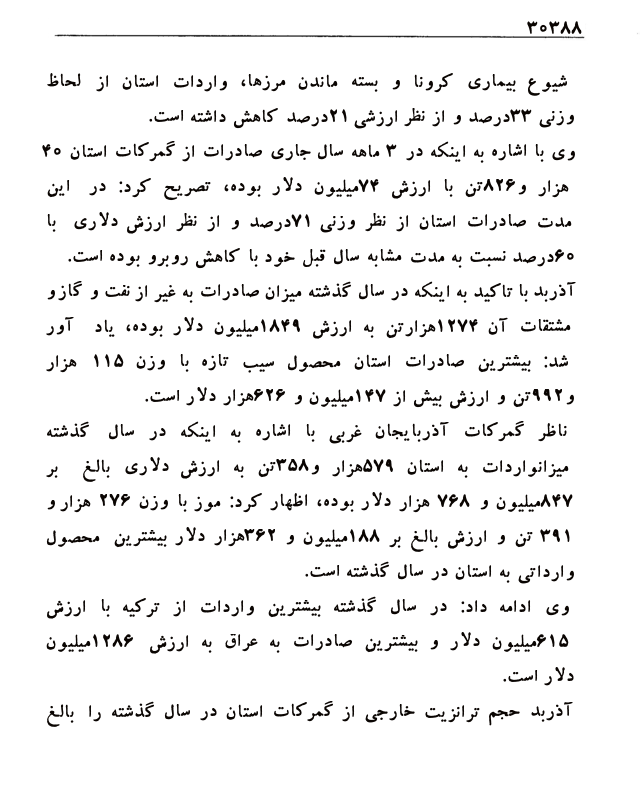 ۳۰۳۸۸
شیوع بیماری کرونا و بسته ماندن مرزها، واردات استان از لحاظ
وزنی ۳۳درصد و از نظر ارزشی ۲۱درصد کاهش داشته است.
وی با اشاره به اینکه در ۳ ماهه سال جاری صادرات از گمرکات استان ۴۰
هزار و۸۲۶تن با ارزش ۷۴میلیون دلار بوده، تصریح کرد: در این
مدت صادرات استان از نظر وزنی ۷۱درصد و از نظر ارزش دلاری با
۶۰درصد نسبت به مدت مشابه سال قبل خود با کاهش روبرو بوده است.
آذربد با تاکید به اینکه در سال گذشته میزان صادرات به غیر از نفت و گازو
مشتقات آن ۱۲۷۴هزارتن به ارزش ۱۸۴۹میلیون دلار بوده، یاد آور
شد: بیشترین صادرات استان محصول سیب تازه با وزن ۱۱۵ هزار
و۹۹۲تن و ارزش بیش از ۱۴۷میلیون و ۶۲۶هزار دلار است.
ناظر گمرکات آذربایجان غربی با اشاره به اینکه در سال گذشته
میزانواردات به استان ۵۷۹هزار و۳۵۸تن به ارزش دلاری بالغ بر
۸۴۷میلیون و ۷۶۸ هزار دلار بوده، اظهار کرد: موز با وزن ۲۷۶ هزار و
۳۹۱ تن و ارزش بالغ بر ۱۸۸میلیون و ۳۶۲هزار دلار بیشترین محصول
وارداتی به استان در سال گذشته است.
وی ادامه داد: در سال گذشته بیشترین واردات از ترکیه با ارزش
۶۱۵میلیون دلار و بیشترین صادرات به عراق به ارزش ۱۲۸۶میلیون
دلار است.
آذربد حجم ترانزیت خارجی از گمرکات استان در سال گذشته را بالغ